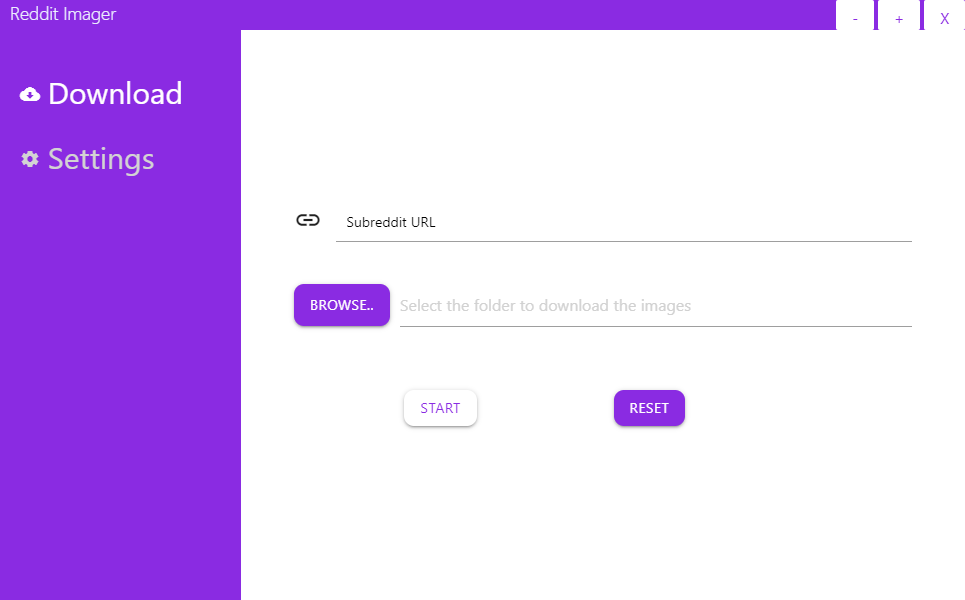 Reddit Imager
- + X
Download
Settings
Subreddit URL
BROWSE.. Select the folder to download the images
START RESET